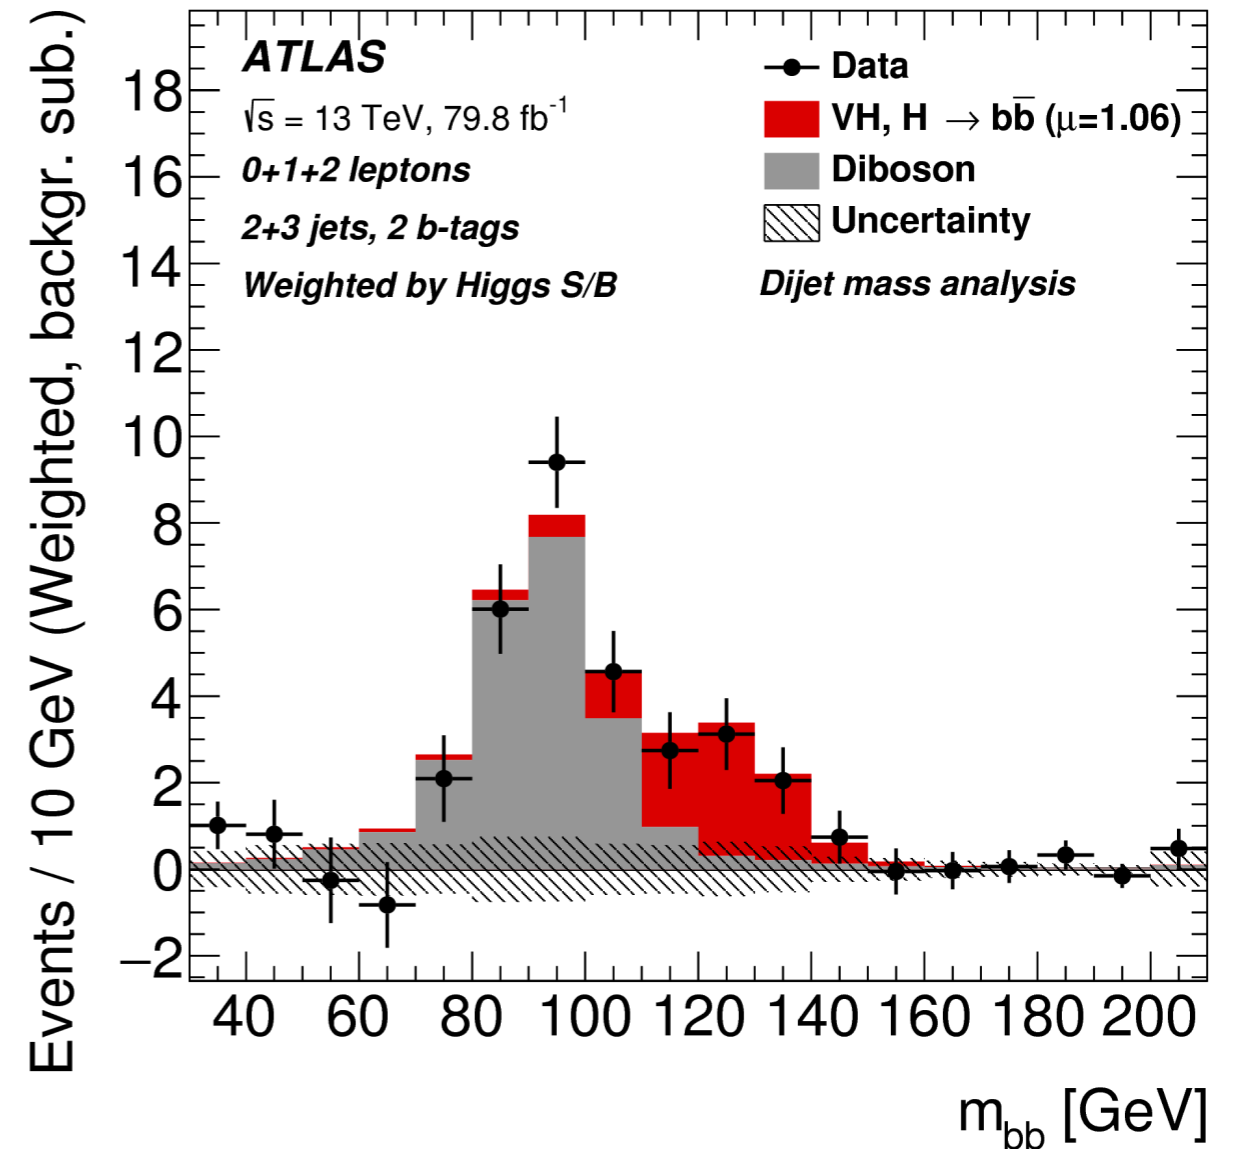 ATLAS
√s = 13 TeV, 79.8 fb⁻¹
0+1+2 leptons
2+3 jets, 2 b-tags
Weighted by Higgs S/B
Data
VH, H → bb̅ (μ=1.06)
Diboson
Uncertainty
Dijet mass analysis
Events / 10 GeV (Weighted, backgr. sub.)
18
16
14
12
10
8
6
4
2
0
−2
40 60 80 100 120 140 160 180 200
m_bb [GeV]